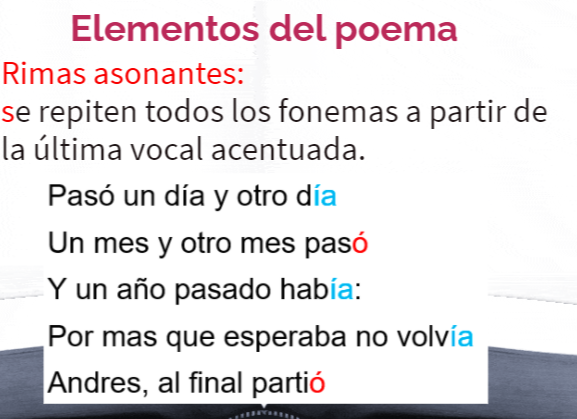 Elementos del poema
Rimas asonantes:
se repiten todos los fonemas a partir de
la última vocal acentuada.
Pasó un día y otro día
Un mes y otro mes pasó
Y un año pasado había:
Por mas que esperaba no volvía
Andres, al final partió